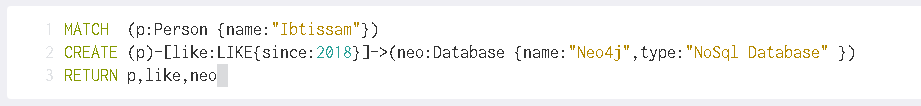 1 MATCH (p:Person {name:"Ibtissam"})
2 CREATE (p)-[like:LIKE{since:2018}]->(neo:Database {name:"Neo4j",type:"NoSql Database" })
3 RETURN p,like,neo